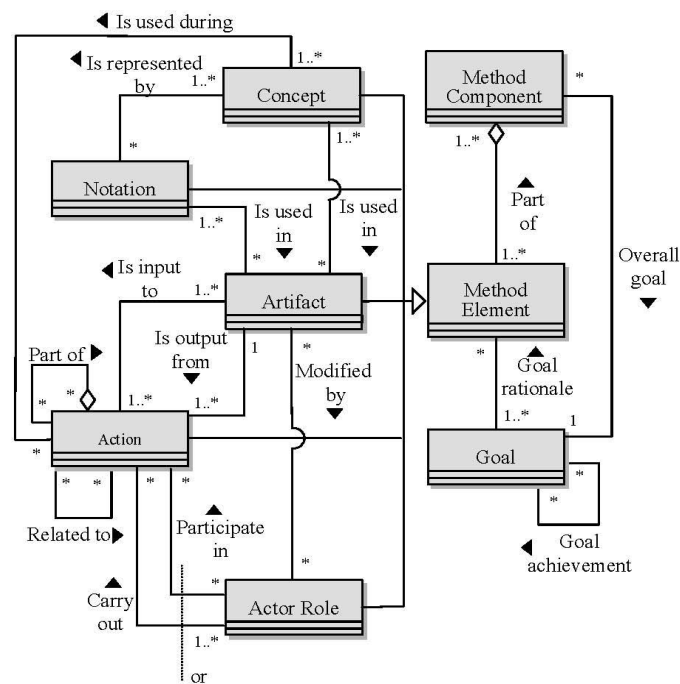 Is used during
Is represented
by
1..*
1..*
Concept
Method
Component
*
1..*
1..*
*
Notation
1..*
Is used
in
Is used
in
Part
of
*
*
1..*
Is input
to
1..*
Artifact
Method
Element
Overall
goal
Is output
from
1
*
Modified
by
*
Goal
rationale
Part of
*
*
1..*
1..*
1..*
1
*
Action
Goal
*
*
*
*
*
*
Related to
Participate
in
Goal
achievement
Carry
out
*
*
Actor Role
1..*
or